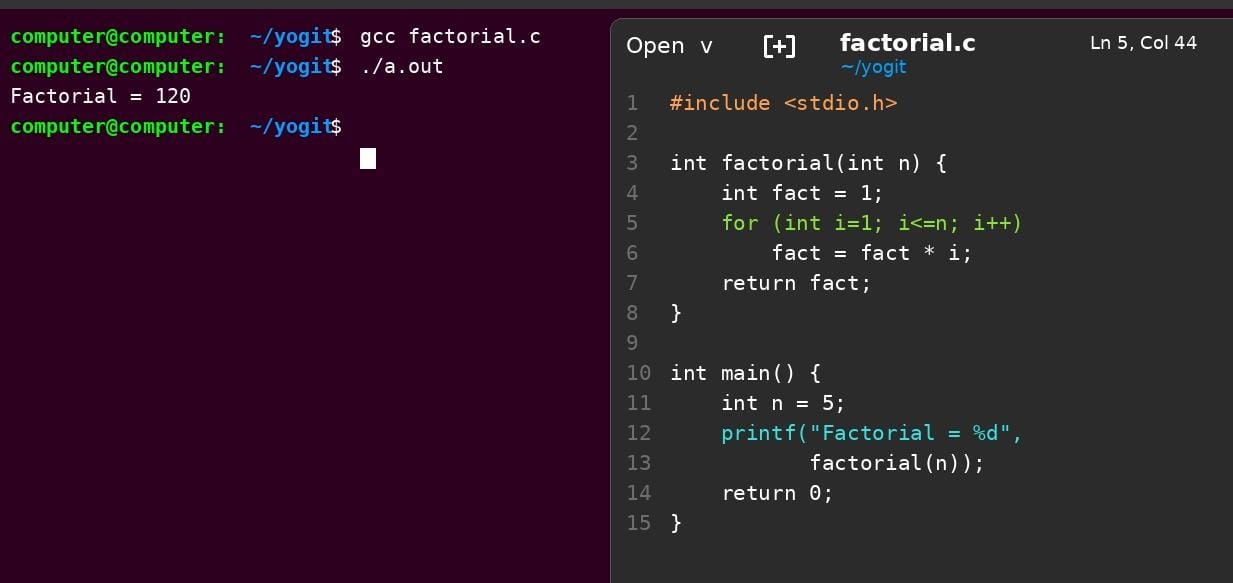 computer@computer: ~/yogit$ gcc factorial.c
computer@computer: ~/yogit$ ./a.out
Factorial = 120
computer@computer: ~/yogit$
Open v [+] factorial.c Ln 5, Col 44
~/yogit
1 #include <stdio.h>
2
3 int factorial(int n) {
4     int fact = 1;
5     for (int i=1; i<=n; i++)
6         fact = fact * i;
7     return fact;
8 }
9
10 int main() {
11     int n = 5;
12     printf("Factorial = %d",
13            factorial(n));
14     return 0;
15 }